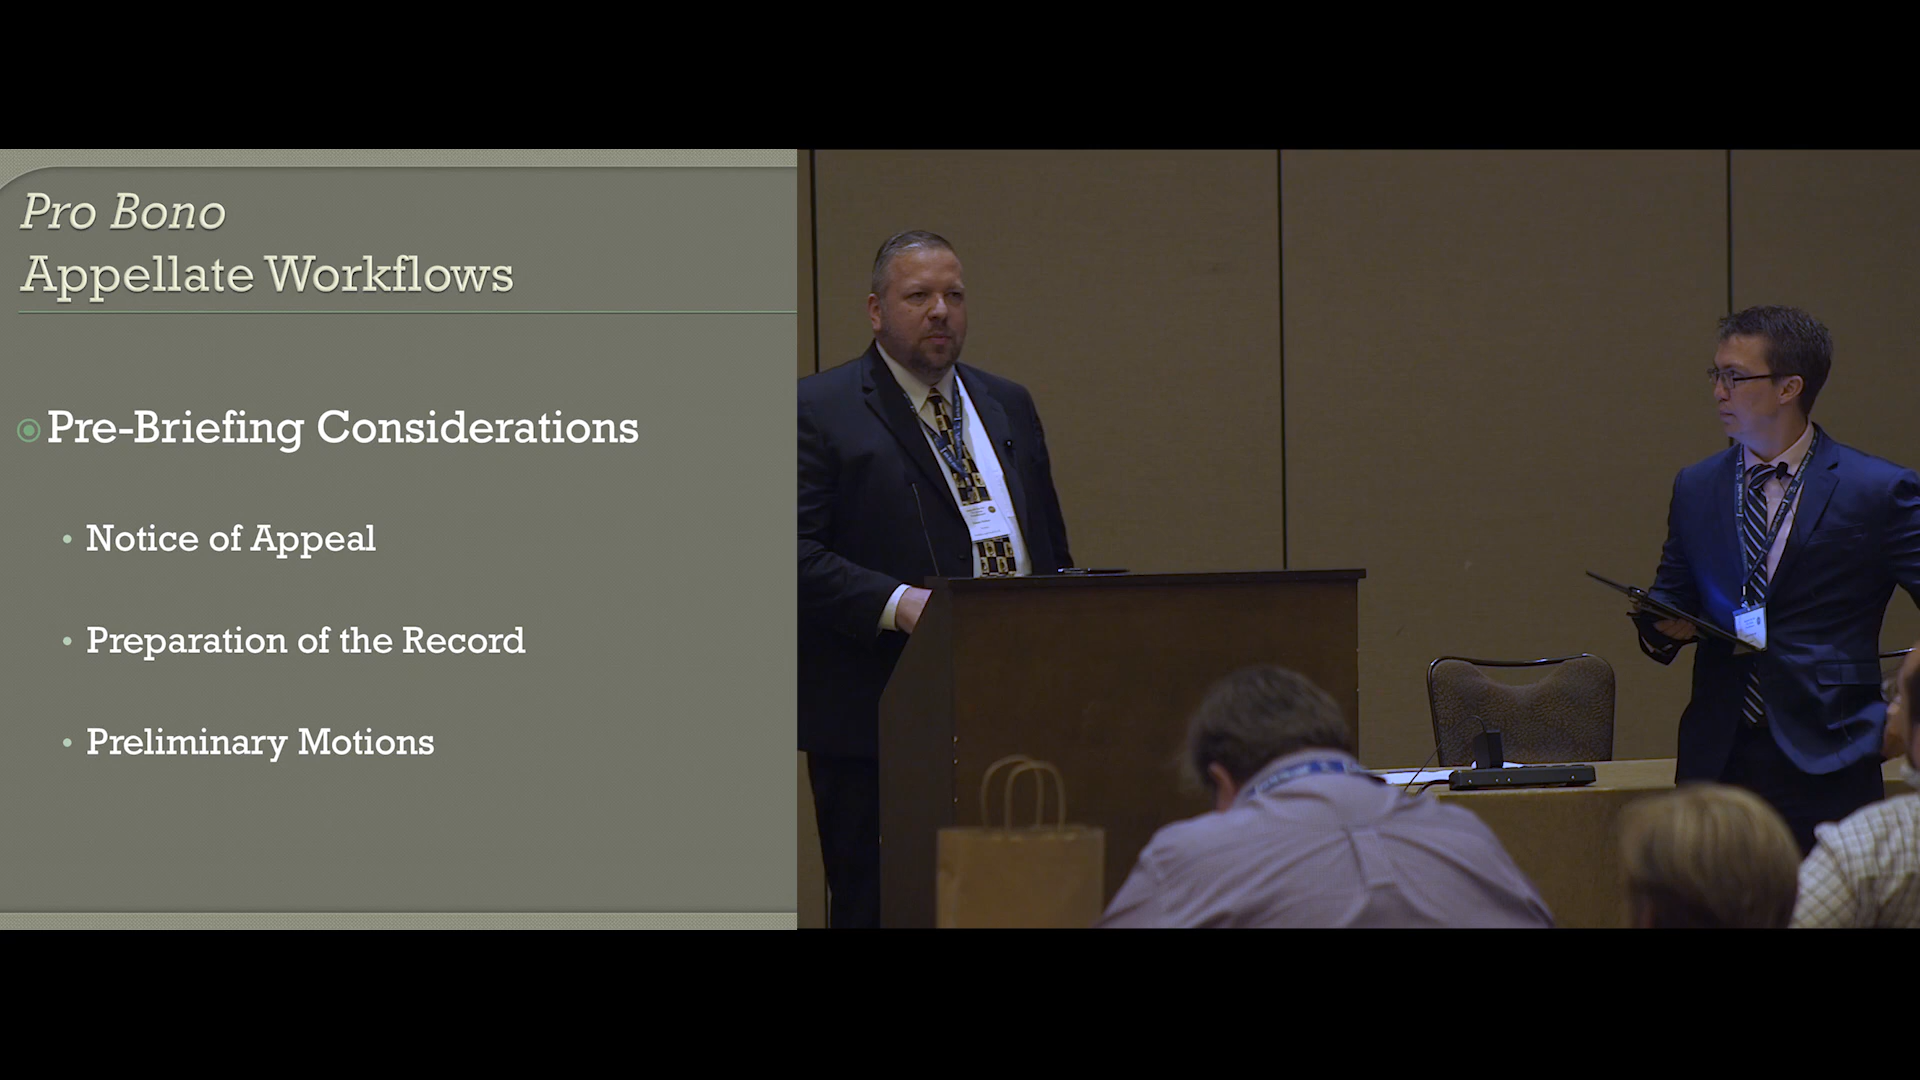 Pro Bono
Appellate Workflows
Pre-Briefing Considerations
• Notice of Appeal
• Preparation of the Record
• Preliminary Motions